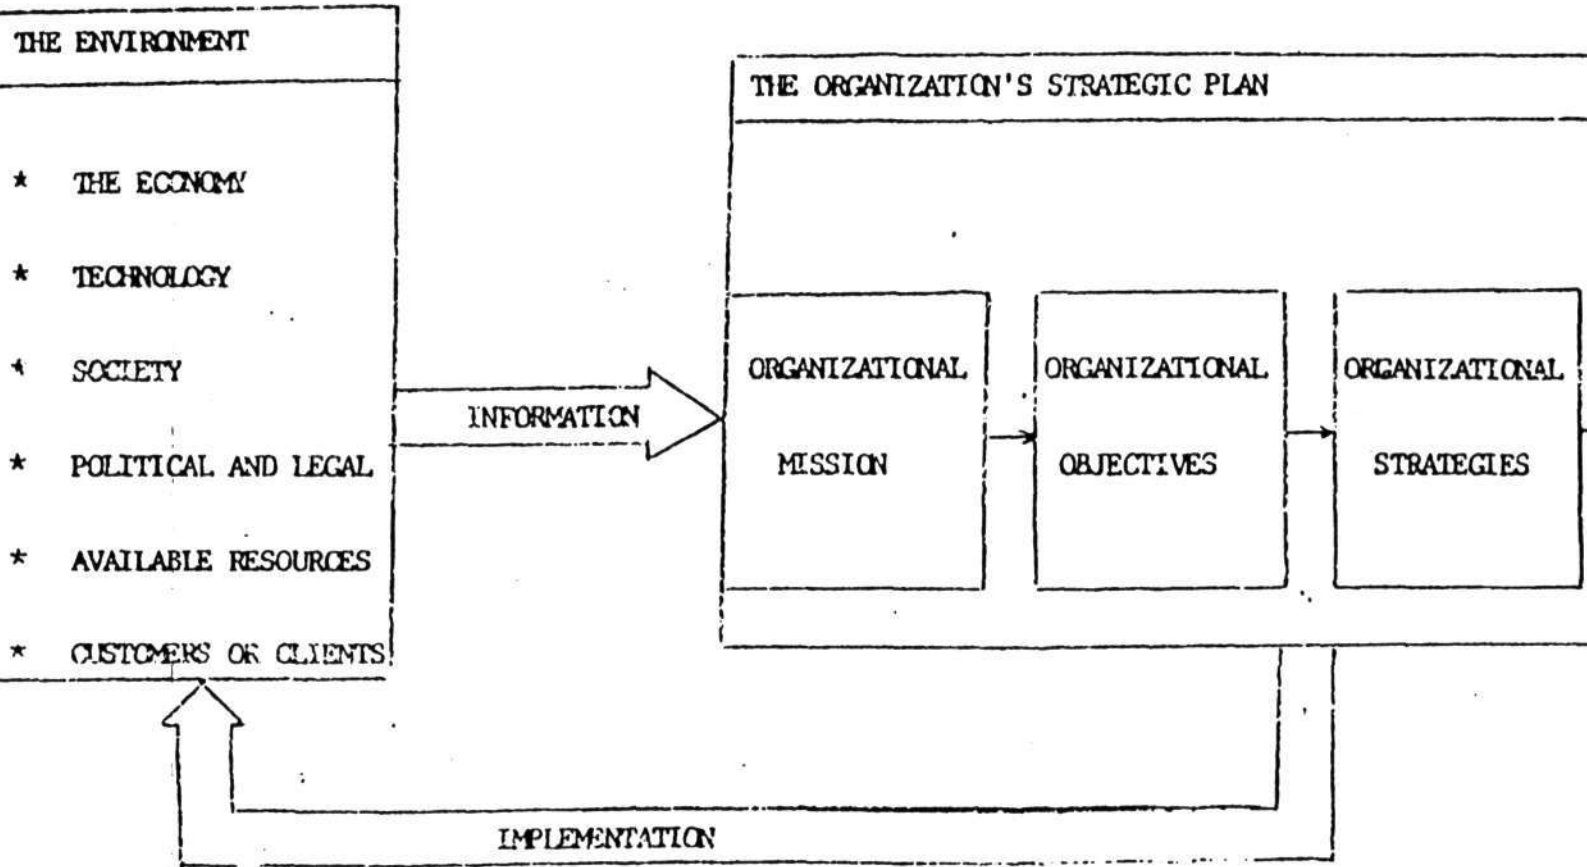 THE ENVIRONMENT
* THE ECONOMY
* TECHNOLOGY
* SOCIETY
* POLITICAL AND LEGAL
* AVAILABLE RESOURCES
* CUSTOMERS OR CLIENTS
INFORMATION
THE ORGANIZATION'S STRATEGIC PLAN
ORGANIZATIONAL
MISSION
ORGANIZATIONAL
OBJECTIVES
ORGANIZATIONAL
STRATEGIES
IMPLEMENTATION